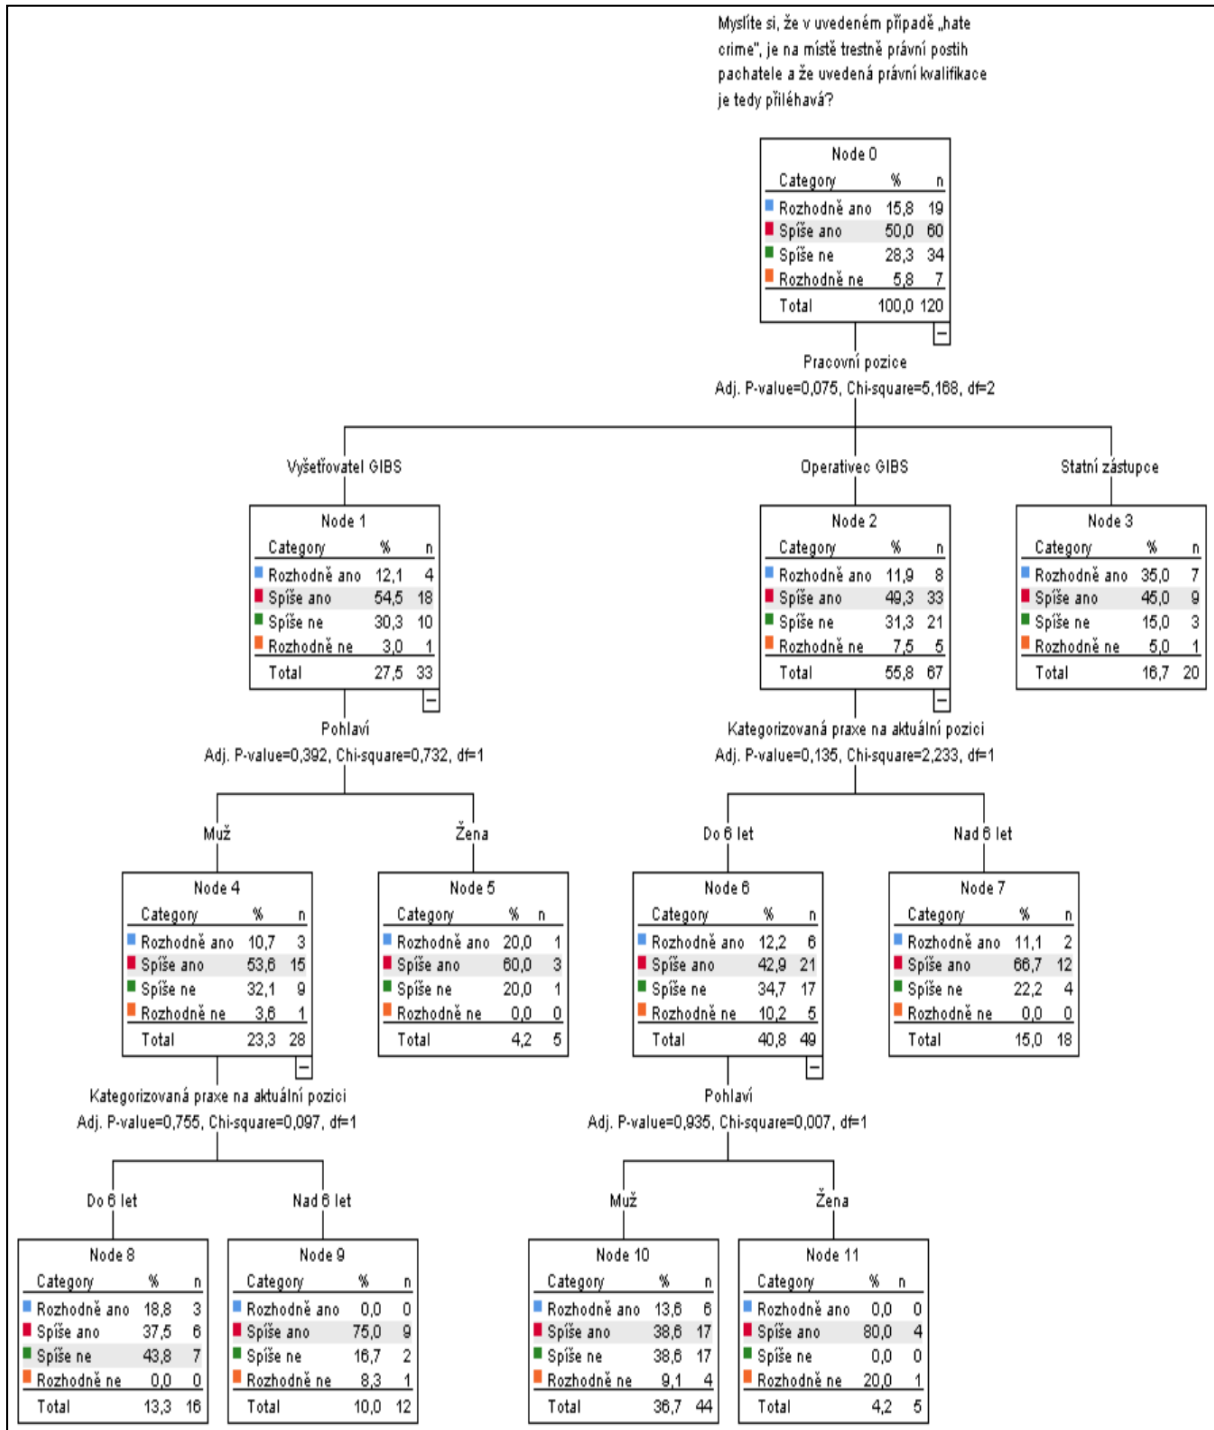 Myslíte si, že v uvedeném případě „hate
crime", je na místě trestně právní postih
pachatele a že uvedená právní kvalifikace
je tedy přiléhavá?
Node 0
Category % n
Rozhodně ano 15,8 19
Spíše ano 50,0 60
Spíše ne 28,3 34
Rozhodně ne 5,8 7
Total 100,0 120
Pracovní pozice
Adj. P-value=0,075, Chi-square=5,168, df=2
Vyšetřovatel GIBS
Operativec GIBS
Statní zástupce
Node 1
Category % n
Rozhodně ano 12,1 4
Spíše ano 54,5 18
Spíše ne 30,3 10
Rozhodně ne 3,0 1
Total 27,5 33
Node 2
Category % n
Rozhodně ano 11,9 8
Spíše ano 49,3 33
Spíše ne 31,3 21
Rozhodně ne 7,5 5
Total 55,8 67
Node 3
Category % n
Rozhodně ano 35,0 7
Spíše ano 45,0 9
Spíše ne 15,0 3
Rozhodně ne 5,0 1
Total 16,7 20
Pohlaví
Adj. P-value=0,392, Chi-square=0,732, df=1
Kategorizovaná praxe na aktuální pozici
Adj. P-value=0,135, Chi-square=2,233, df=1
Muž
Žena
Do 6 let
Nad 6 let
Node 4
Category % n
Rozhodně ano 10,7 3
Spíše ano 53,6 15
Spíše ne 32,1 9
Rozhodně ne 3,6 1
Total 23,3 28
Node 5
Category % n
Rozhodně ano 20,0 1
Spíše ano 60,0 3
Spíše ne 20,0 1
Rozhodně ne 0,0 0
Total 4,2 5
Node 6
Category % n
Rozhodně ano 12,2 6
Spíše ano 42,9 21
Spíše ne 34,7 17
Rozhodně ne 10,2 5
Total 40,8 49
Node 7
Category % n
Rozhodně ano 11,1 2
Spíše ano 66,7 12
Spíše ne 22,2 4
Rozhodně ne 0,0 0
Total 15,0 18
Kategorizovaná praxe na aktuální pozici
Adj. P-value=0,755, Chi-square=0,097, df=1
Pohlaví
Adj. P-value=0,935, Chi-square=0,007, df=1
Do 6 let
Nad 6 let
Muž
Žena
Node 8
Category % n
Rozhodně ano 18,8 3
Spíše ano 37,5 6
Spíše ne 43,8 7
Rozhodně ne 0,0 0
Total 13,3 16
Node 9
Category % n
Rozhodně ano 0,0 0
Spíše ano 75,0 9
Spíše ne 16,7 2
Rozhodně ne 8,3 1
Total 10,0 12
Node 10
Category % n
Rozhodně ano 13,6 6
Spíše ano 38,6 17
Spíše ne 38,6 17
Rozhodně ne 9,1 4
Total 36,7 44
Node 11
Category % n
Rozhodně ano 0,0 0
Spíše ano 80,0 4
Spíše ne 0,0 0
Rozhodně ne 20,0 1
Total 4,2 5